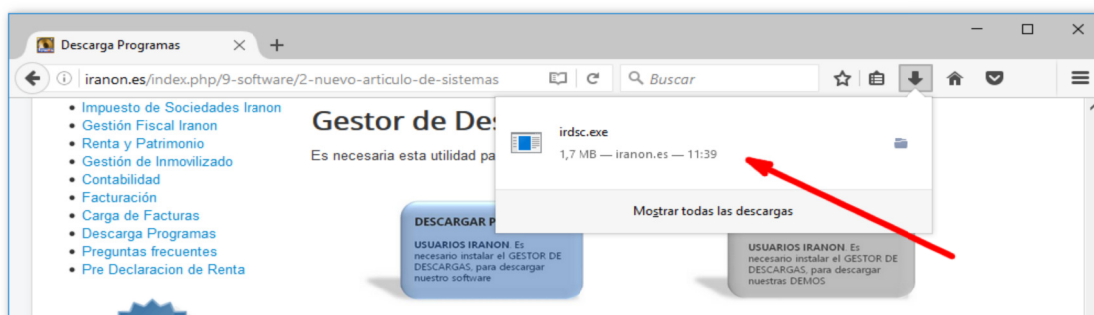 Descarga Programas
iranon.es/index.php/9-software/2-nuevo-articulo-de-sistemas
Buscar
Impuesto de Sociedades Iranon
Gestión Fiscal Iranon
Renta y Patrimonio
Gestión de Inmovilizado
Contabilidad
Facturación
Carga de Facturas
Descarga Programas
Preguntas frecuentes
Pre Declaracion de Renta
Gestor de Des
Es necesaria esta utilidad pa
irdsc.exe
1,7 MB — iranon.es — 11:39
Mostrar todas las descargas
DESCARGAR P
USUARIOS IRANON. Es
necesario instalar el GESTOR DE
DESCARGAS, para descargar
nuestro software
USUARIOS IRANON. Es
necesario instalar el GESTOR DE
DESCARGAS, para descargar
nuestras DEMOS